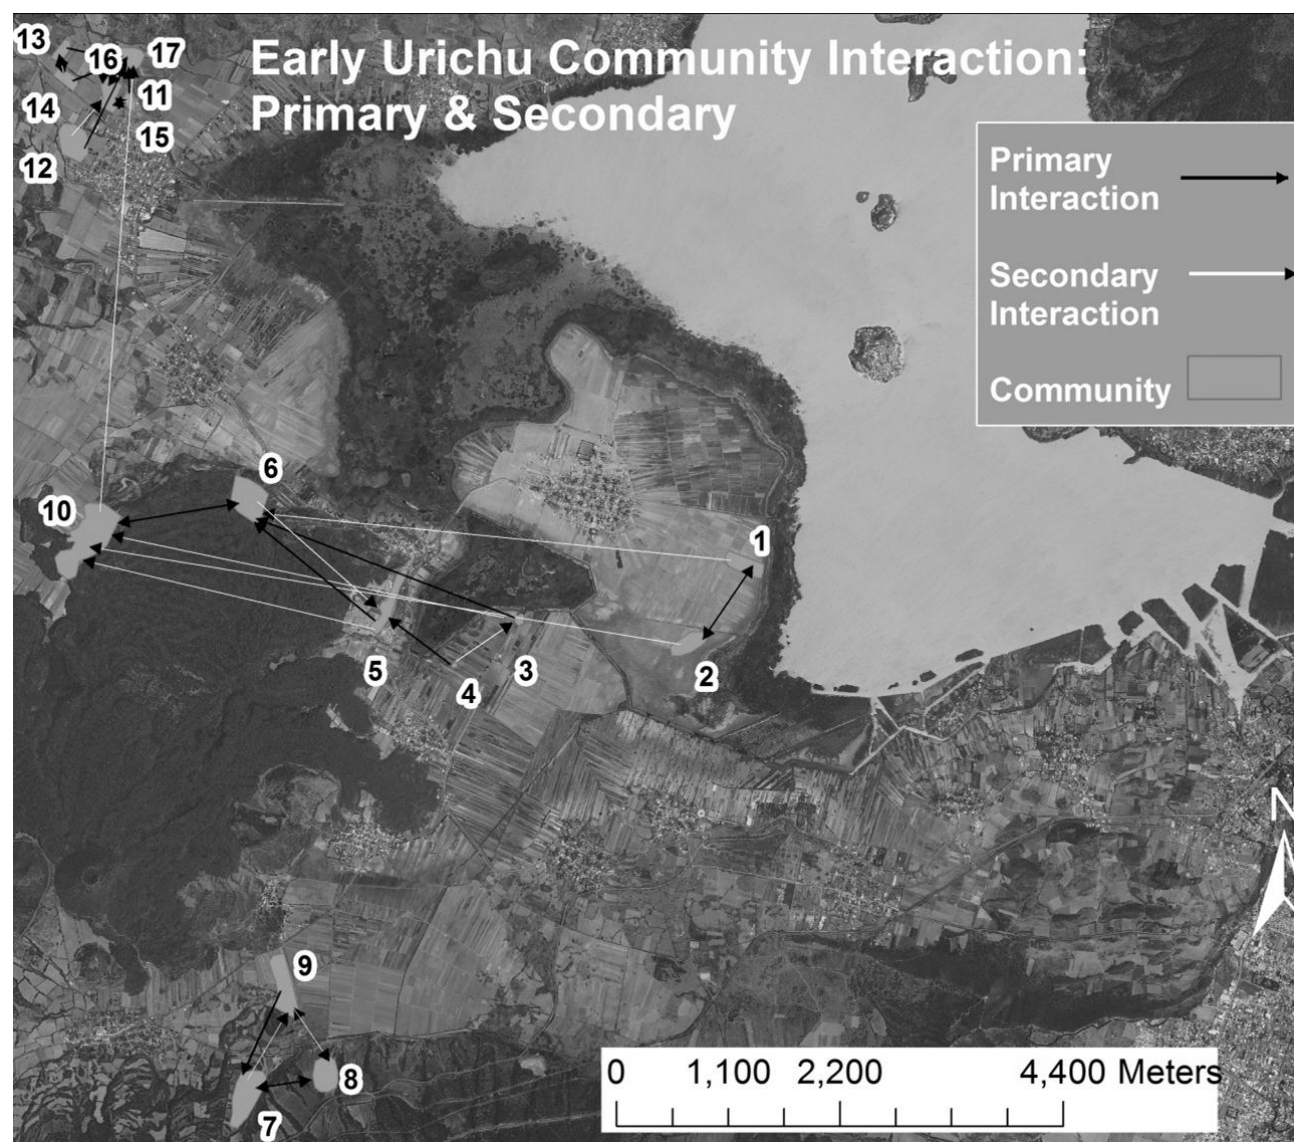 Early Urichu Community Interaction:
Primary & Secondary
13
16
17
11
14
15
12
Primary
Interaction
Secondary
Interaction
Community
6
10
1
5
4
3
2
N
9
8
7
0 1,100 2,200 4,400 Meters